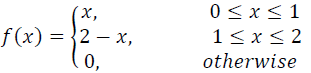 x, 0 ≤ x ≤ 1
f(x) = { 2 − x, 1 ≤ x ≤ 2
0, otherwise